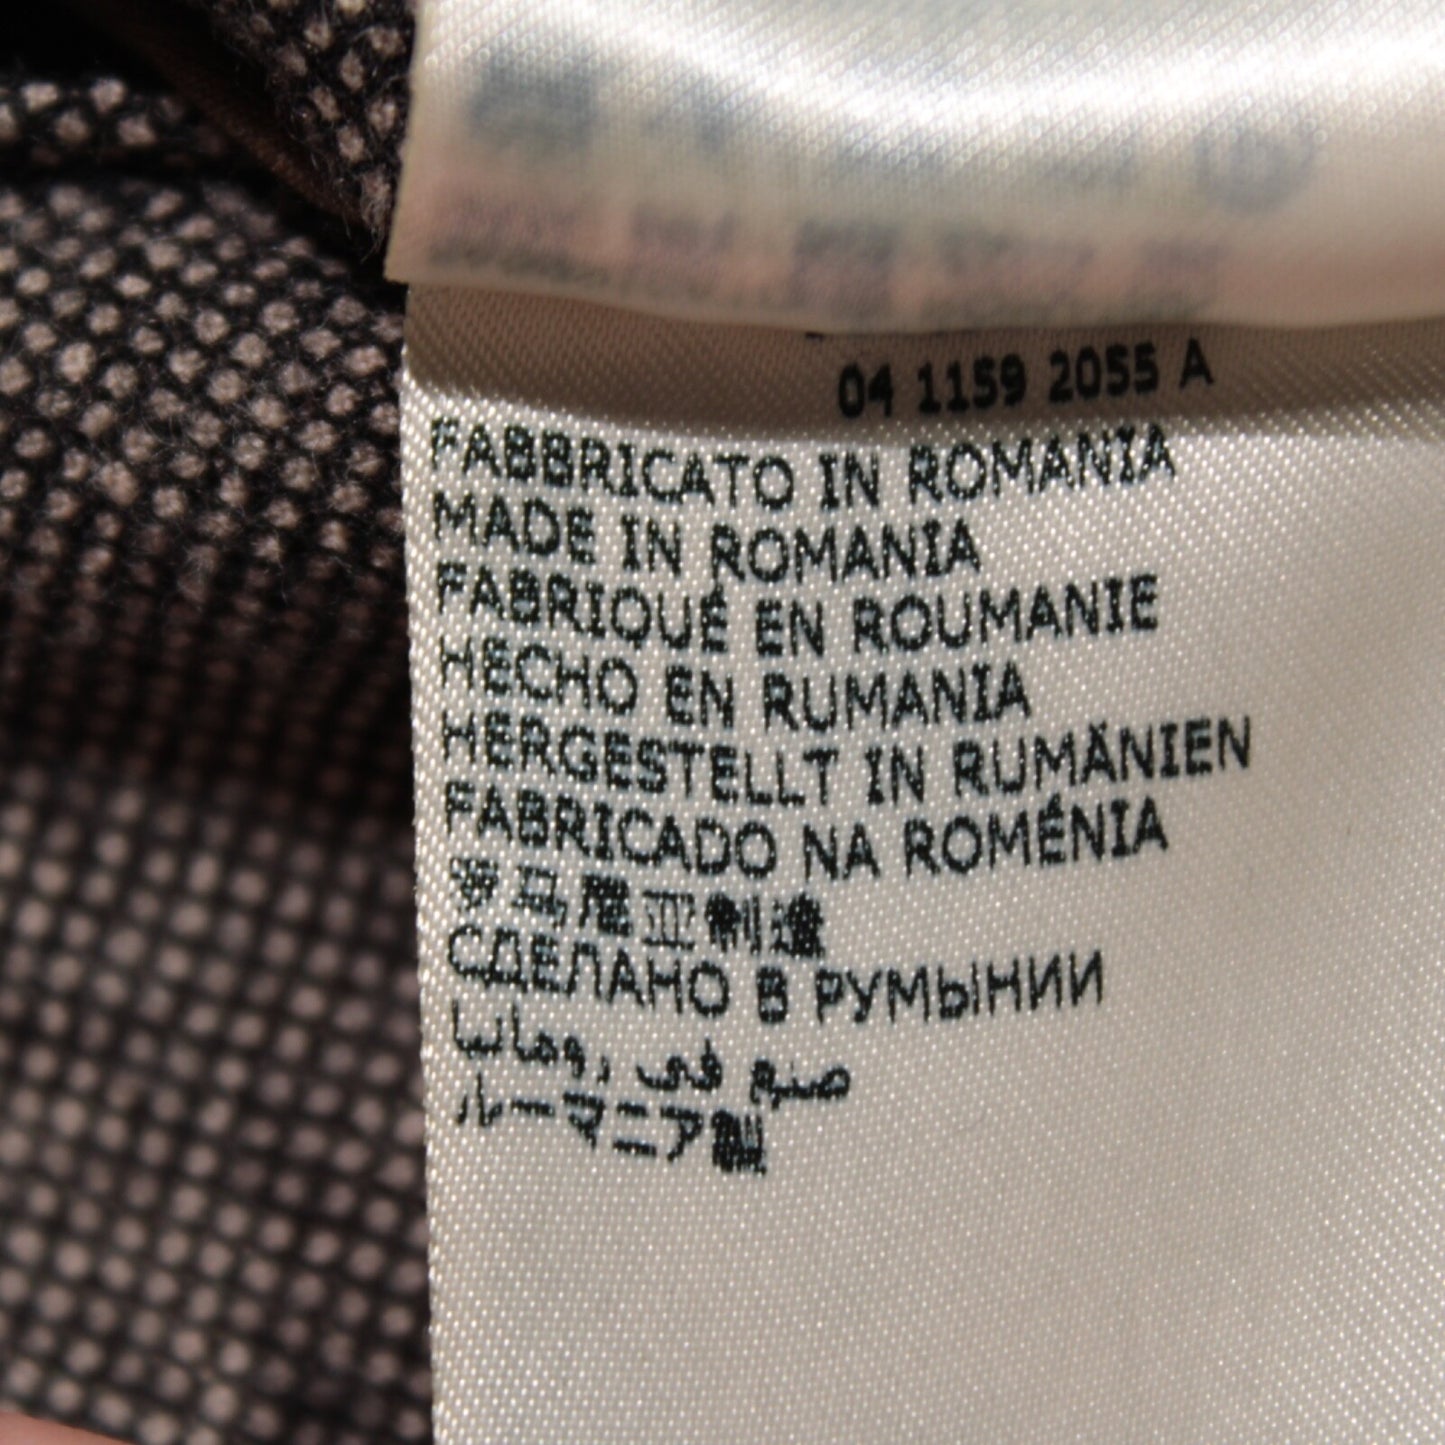 04 1159 2055 A
FABBRICATO IN ROMANIA
MADE IN ROMANIA
FABRIQUÉ EN ROUMANIE
HECHO EN RUMANIA
HERGESTELLT IN RUMÄNIEN
FABRICADO NA ROMÉNIA
罗马尼亚制造
СДЕЛАНО В РУМЫНИИ
صنع في رومانيا
ルーマニア製